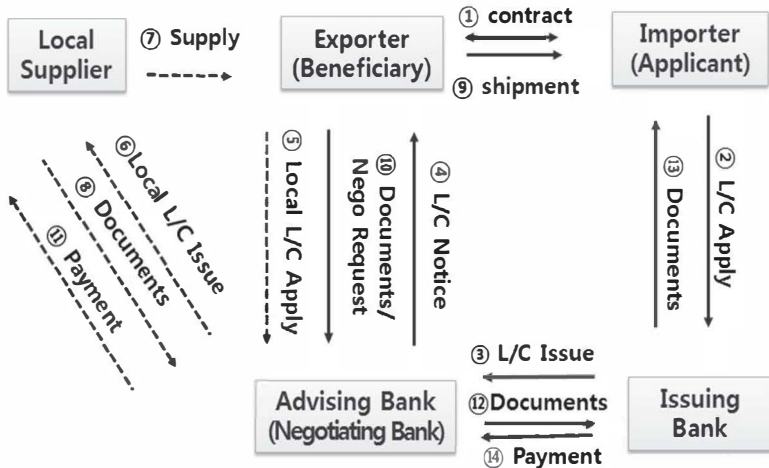 Local
Supplier
⑦ Supply
Exporter
(Beneficiary)
① contract
⑨ shipment
Importer
(Applicant)
⑥Local L/C Issue
⑧ Documents
⑪ Payment
⑤ Local L/C Apply
⑩ Documents/
Nego Request
④ L/C Notice
⑬ Documents
② L/C Apply
③ L/C Issue
⑫Documents
⑭ Payment
Advising Bank
(Negotiating Bank)
Issuing
Bank